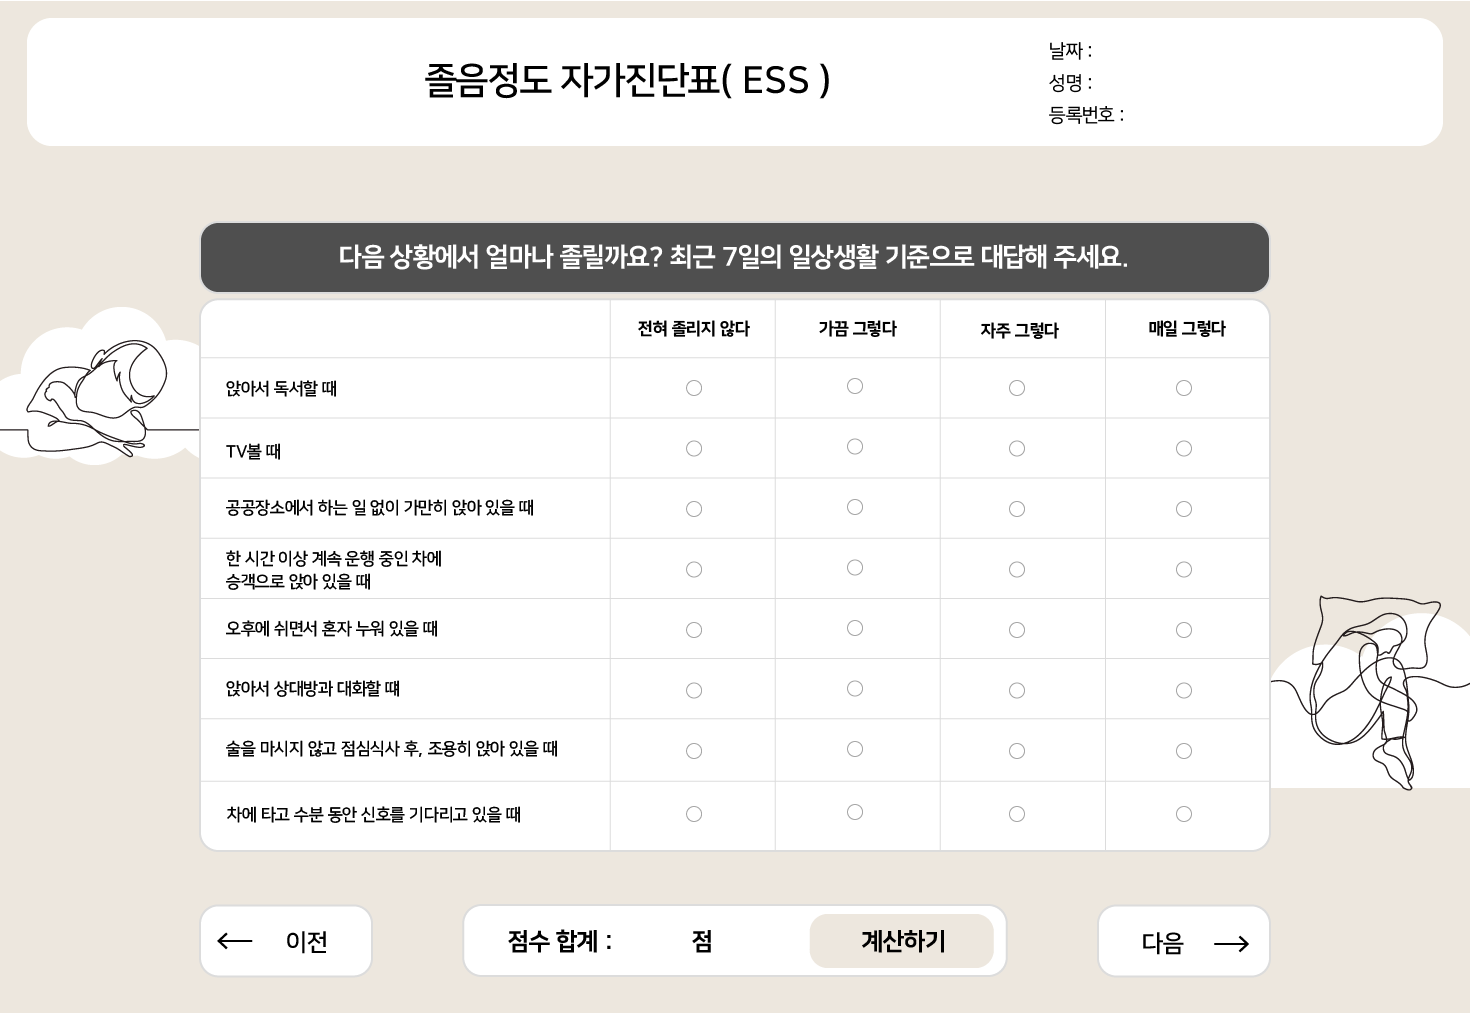 졸음정도 자가진단표( ESS )
날짜 :
성명 :
등록번호 :
다음 상황에서 얼마나 졸릴까요? 최근 7일의 일상생활 기준으로 대답해 주세요.
전혀 졸리지 않다
가끔 그렇다
자주 그렇다
매일 그렇다
앉아서 독서할 때
TV볼 때
공공장소에서 하는 일 없이 가만히 앉아 있을 때
한 시간 이상 계속 운행 중인 차에
승객으로 앉아 있을 때
오후에 쉬면서 혼자 누워 있을 때
앉아서 상대방과 대화할 떄
술을 마시지 않고 점심식사 후, 조용히 앉아 있을 때
차에 타고 수분 동안 신호를 기다리고 있을 때
← 이전
점수 합계 : 점
계산하기
다음 →